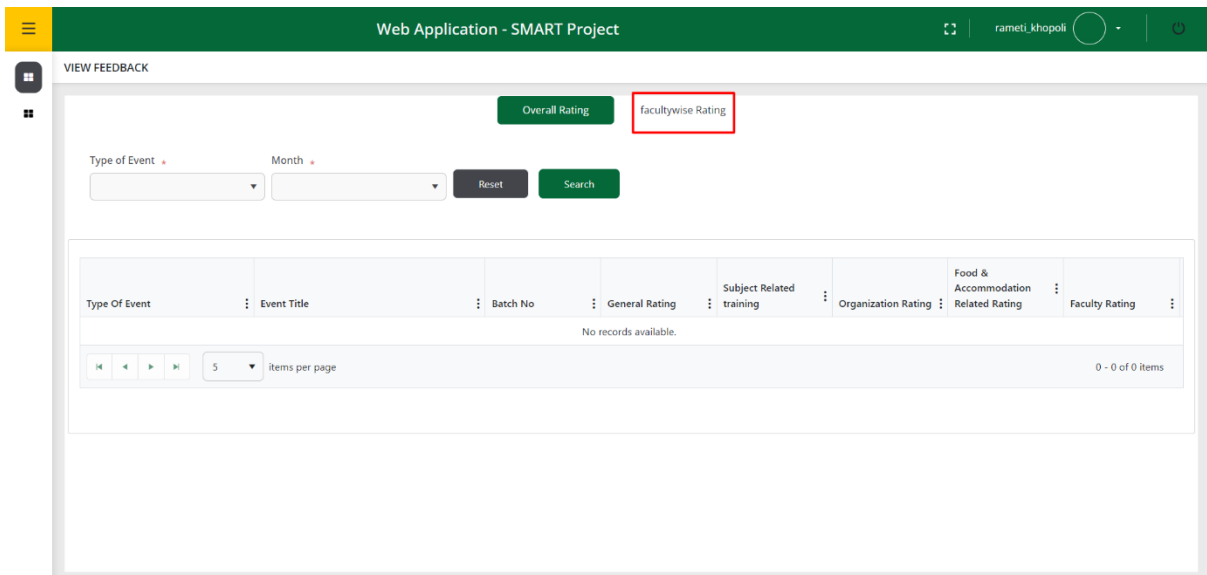 Web Application - SMART Project
rameti_khopoli
VIEW FEEDBACK
Overall Rating
facultywise Rating
Type of Event *
Month *
Reset
Search
Type Of Event
Event Title
Batch No
General Rating
Subject Related
training
Organization Rating
Food &
Accommodation
Related Rating
Faculty Rating
No records available.
5
items per page
0 - 0 of 0 items